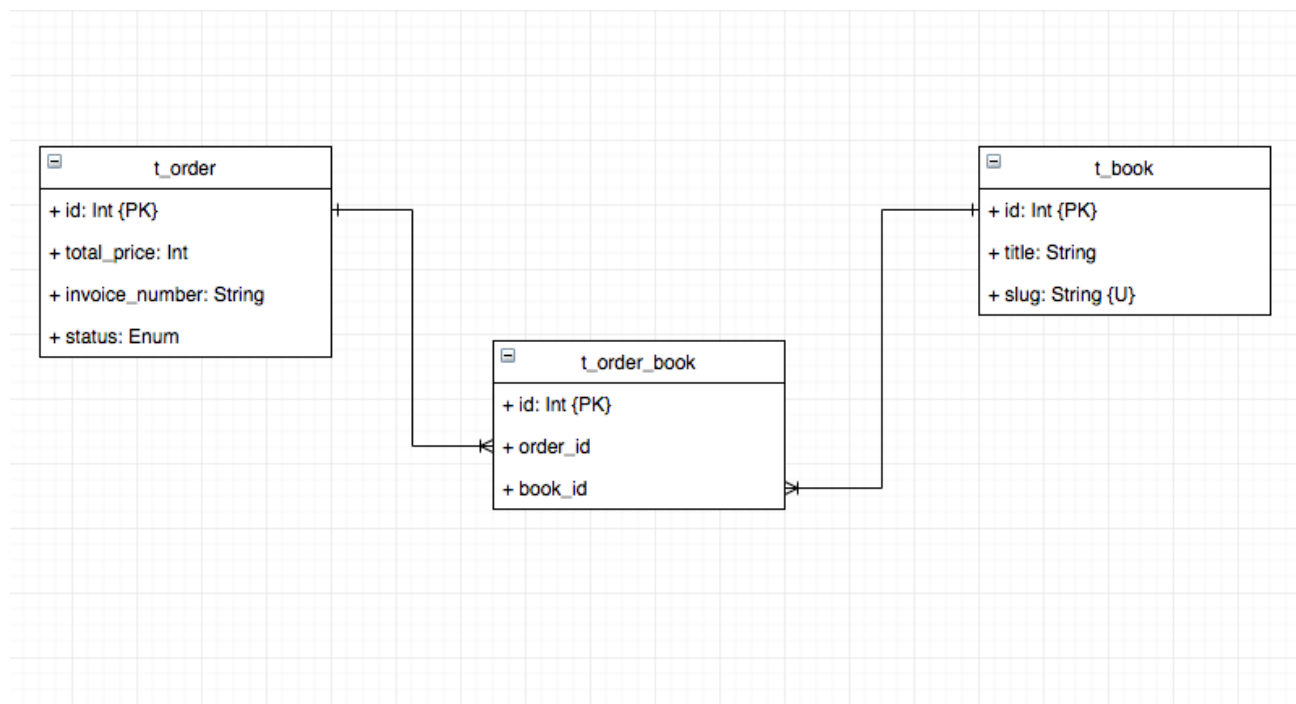 t_order
+ id: Int {PK}
+ total_price: Int
+ invoice_number: String
+ status: Enum
t_order_book
+ id: Int {PK}
+ order_id
+ book_id
t_book
+ id: Int {PK}
+ title: String
+ slug: String {U}